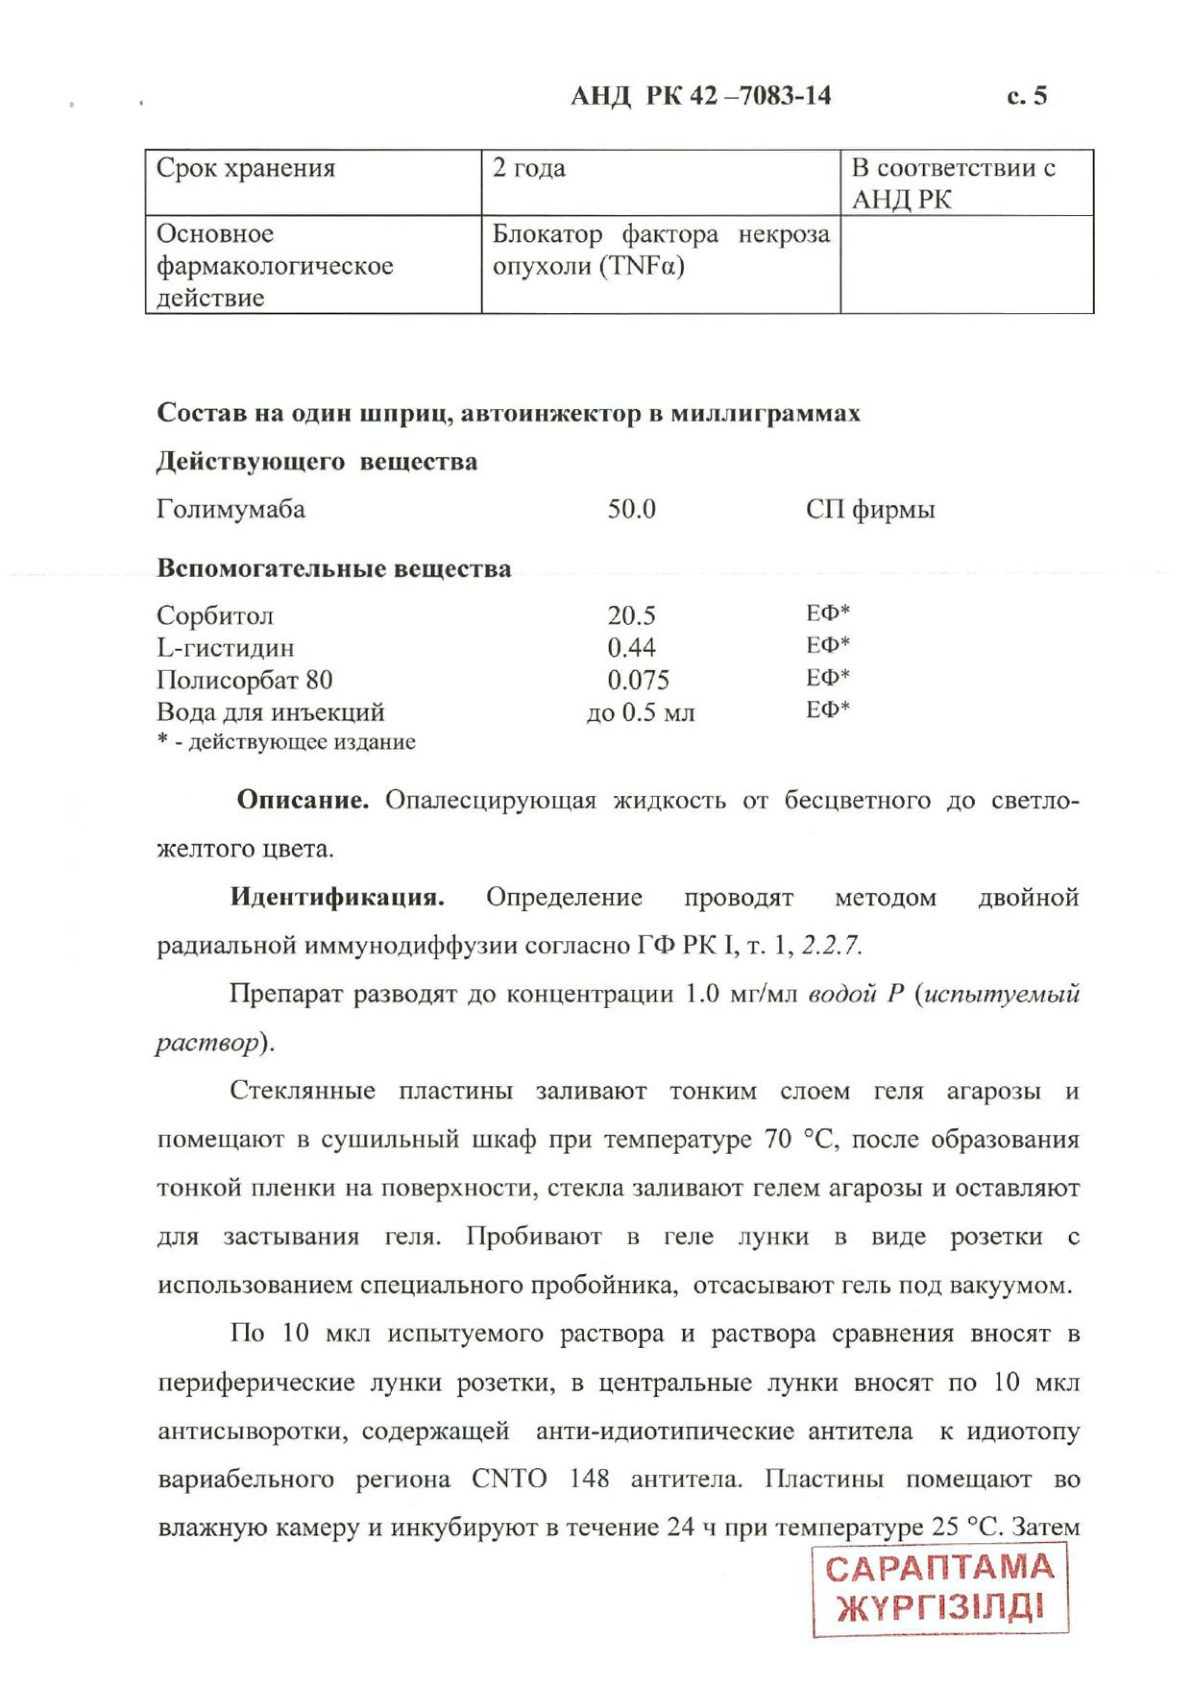 АНД РК 42 –7083-14 с. 5
Срок хранения 2 года В соответствии с
АНД РК
Основное Блокатор фактора некроза
фармакологическое опухоли (TNFα)
действие
Состав на один шприц, автоинжектор в миллиграммах
Действующего вещества
Голимумаба 50.0 СП фирмы
Вспомогательные вещества
Сорбитол 20.5 ЕФ*
L-гистидин 0.44 ЕФ*
Полисорбат 80 0.075 ЕФ*
Вода для инъекций до 0.5 мл ЕФ*
* - действующее издание
Описание. Опалесцирующая жидкость от бесцветного до светло-
желтого цвета.
Идентификация. Определение проводят методом двойной
радиальной иммунодиффузии согласно ГФ РК I, т. 1, 2.2.7.
Препарат разводят до концентрации 1.0 мг/мл водой Р (испытуемый
раствор).
Стеклянные пластины заливают тонким слоем геля агарозы и
помещают в сушильный шкаф при температуре 70 °С, после образования
тонкой пленки на поверхности, стекла заливают гелем агарозы и оставляют
для застывания геля. Пробивают в геле лунки в виде розетки с
использованием специального пробойника, отсасывают гель под вакуумом.
По 10 мкл испытуемого раствора и раствора сравнения вносят в
периферические лунки розетки, в центральные лунки вносят по 10 мкл
антисыворотки, содержащей анти-идиотипические антитела к идиотопу
вариабельного региона CNTO 148 антитела. Пластины помещают во
влажную камеру и инкубируют в течение 24 ч при температуре 25 °С. Затем
САРАПТАМА
ЖҮРГІЗІЛДІ